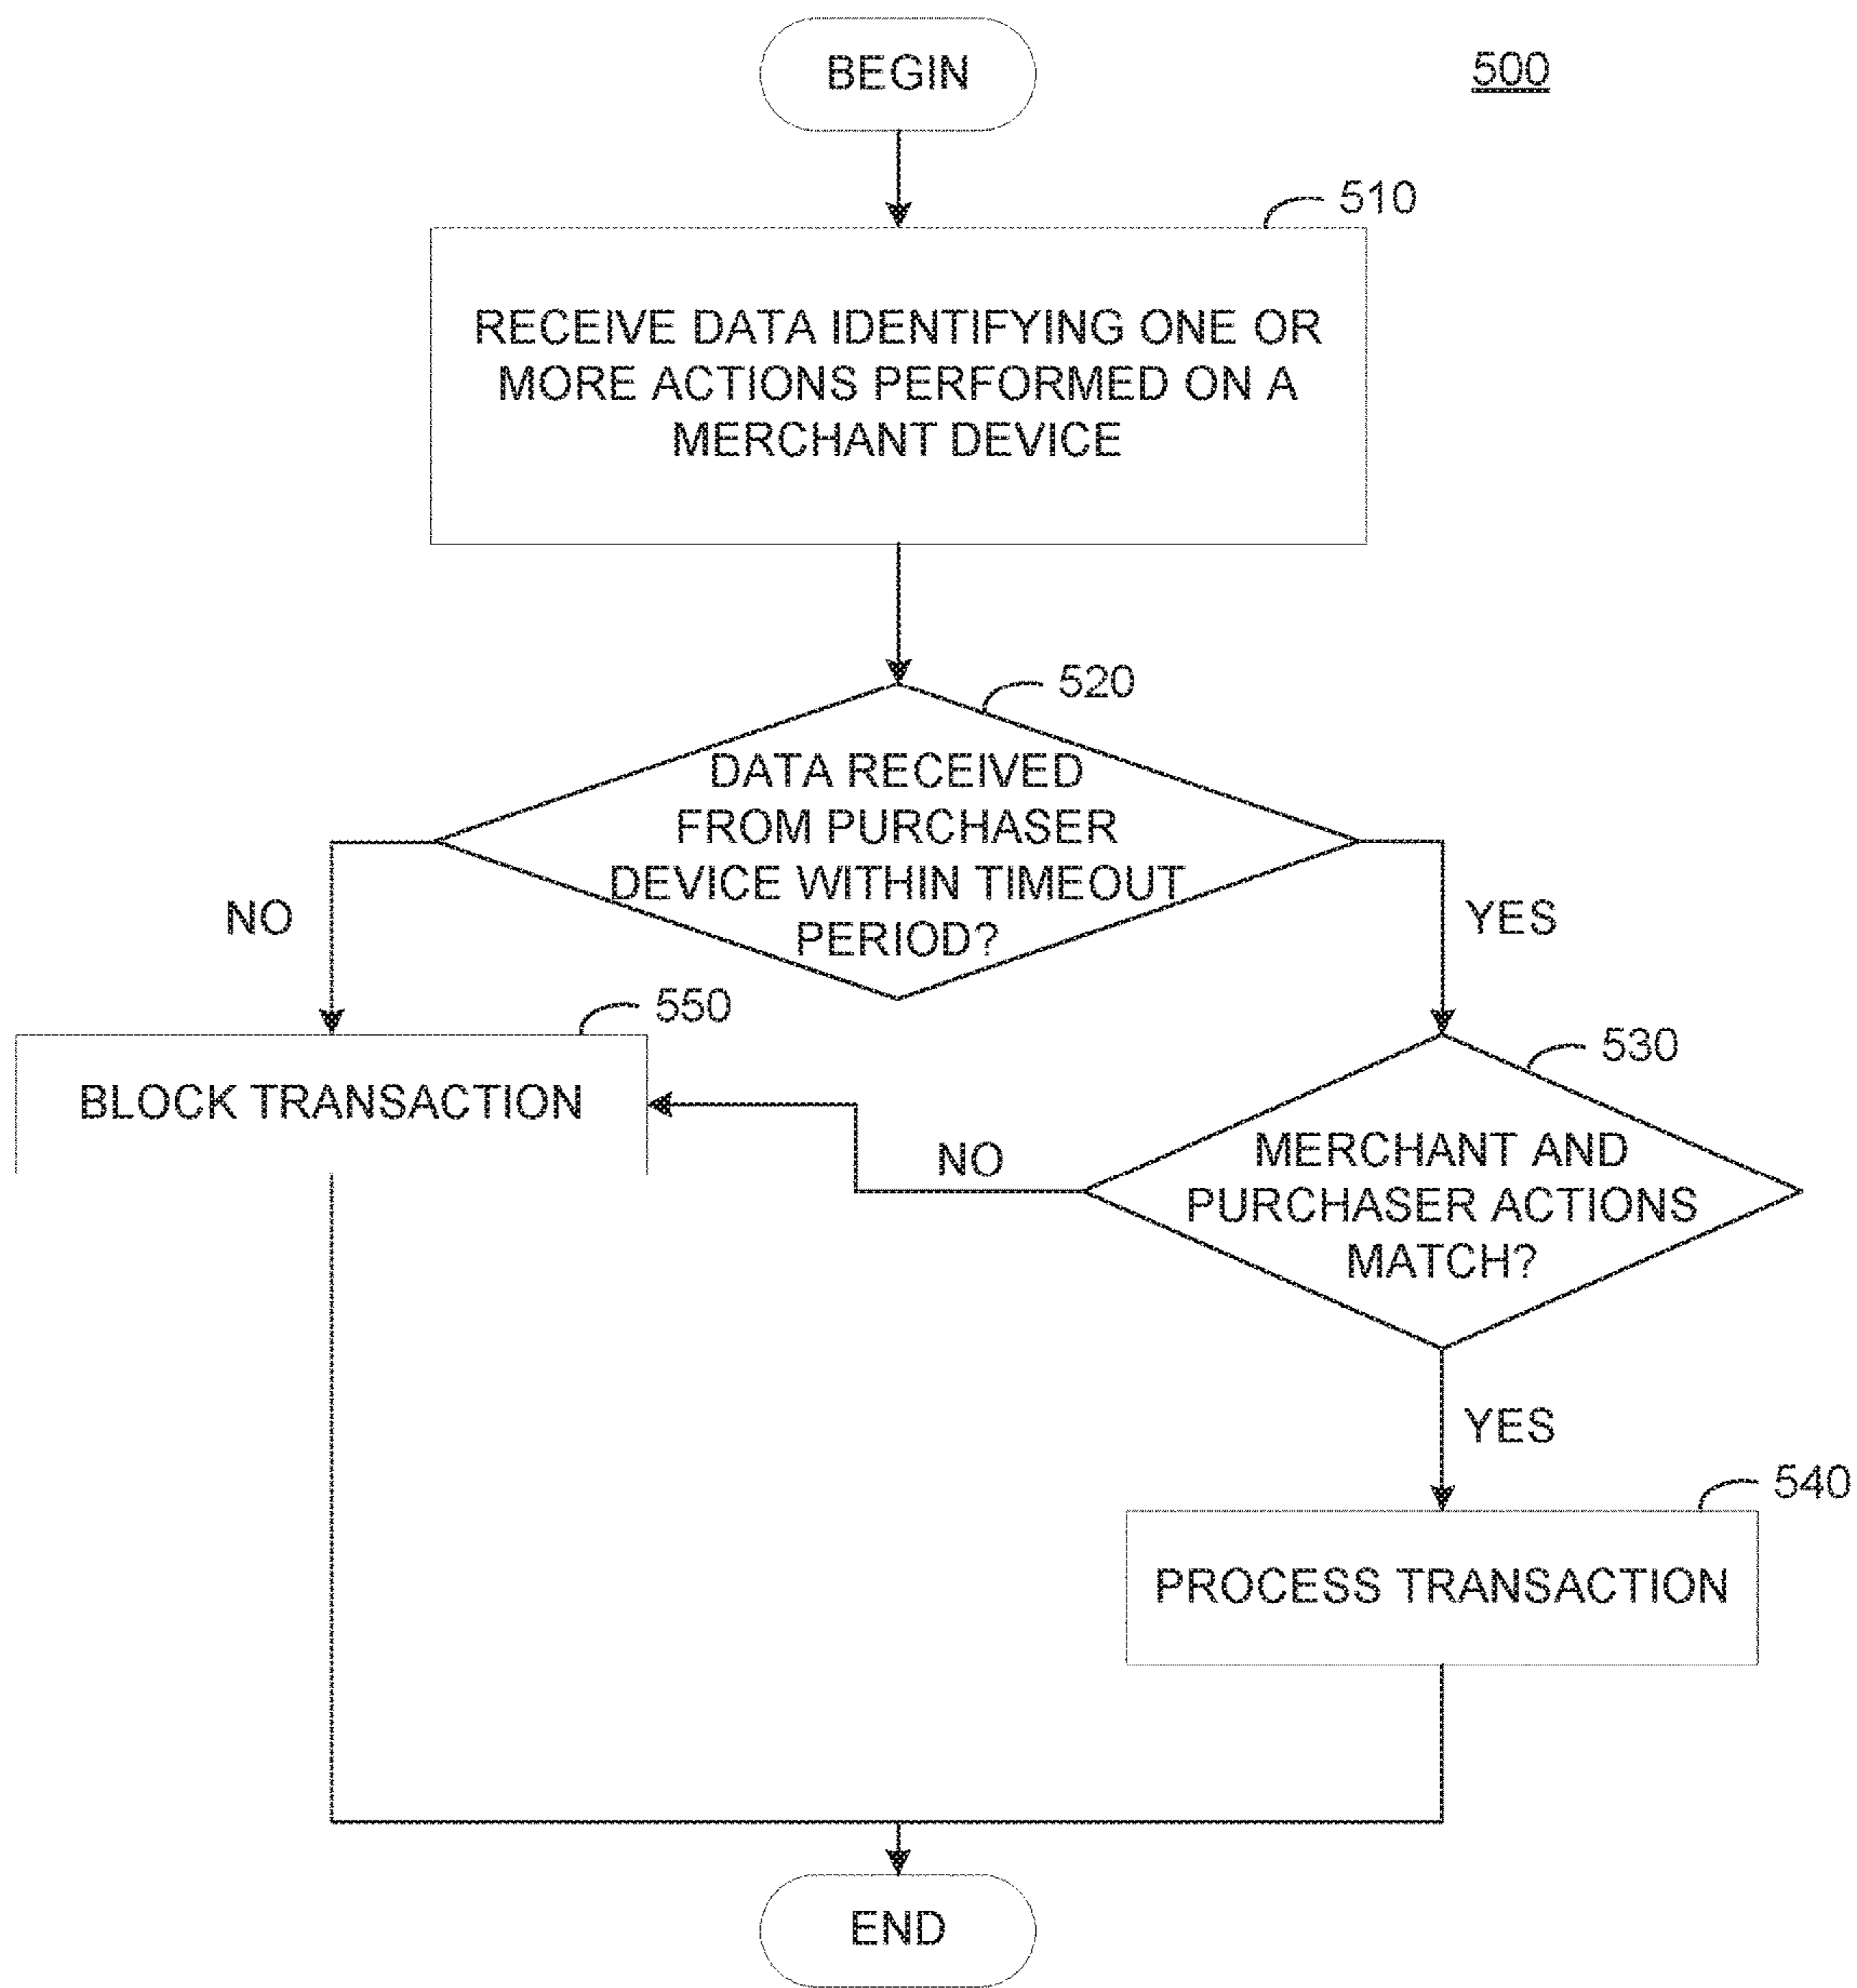 BEGIN
500
510
RECEIVE DATA IDENTIFYING ONE OR
MORE ACTIONS PERFORMED ON A
MERCHANT DEVICE
520
DATA RECEIVED
FROM PURCHASER
DEVICE WITHIN TIMEOUT
PERIOD?
NO
YES
550
BLOCK TRANSACTION
530
MERCHANT AND
PURCHASER ACTIONS
MATCH?
NO
YES
540
PROCESS TRANSACTION
END